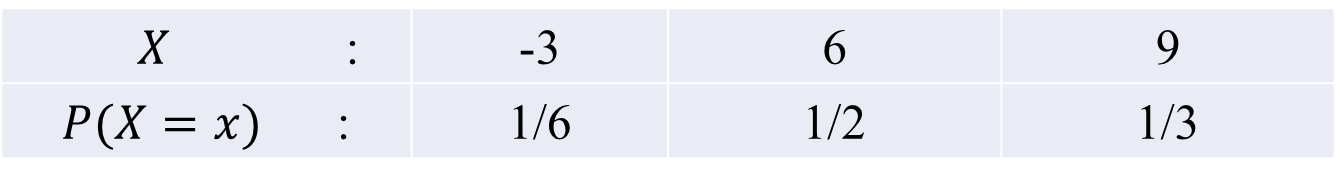 X : -3 6 9
P(X = x) : 1/6 1/2 1/3